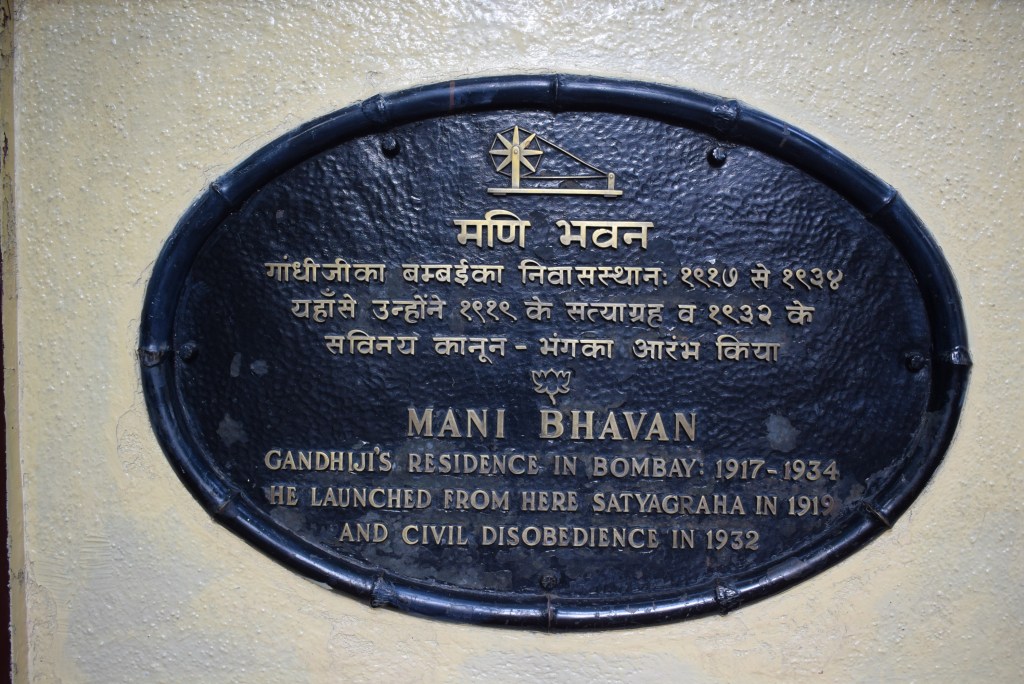 मणि भवन
गांधीजीका बम्बईका निवासस्थान: १९१७ से १९३४
यहाँसे उन्होंने १९१९ के सत्याग्रह व १९३२ के
सविनय कानून - भंगका आरंभ किया
MANI BHAVAN
GANDHIJI'S RESIDENCE IN BOMBAY: 1917-1934
HE LAUNCHED FROM HERE SATYAGRAHA IN 1919
AND CIVIL DISOBEDIENCE IN 1932